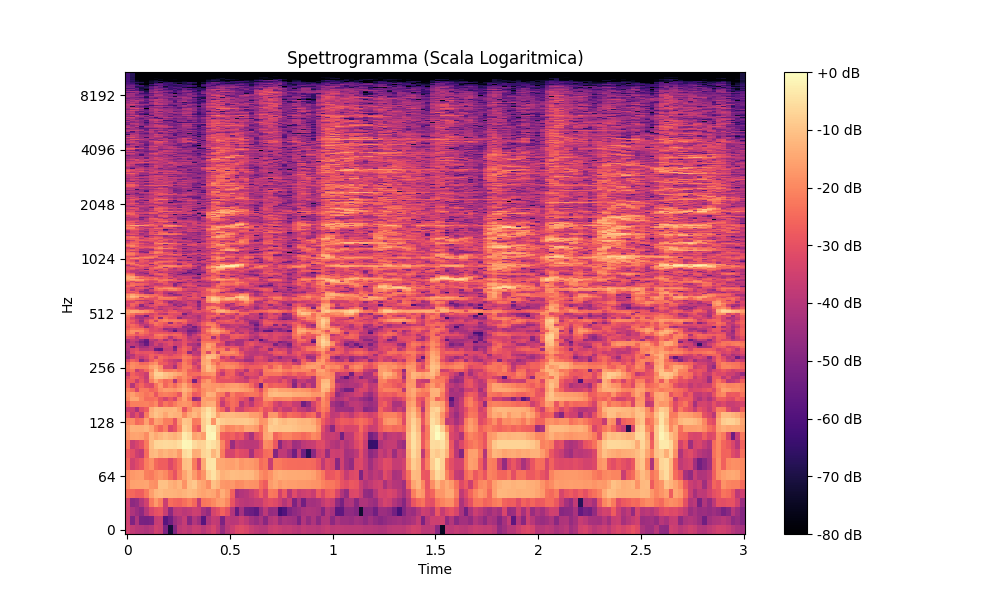 Spettrogramma (Scala Logaritmica)
Hz
8192
4096
2048
1024
512
256
128
64
0
0 0.5 1 1.5 2 2.5 3
Time
+0 dB
-10 dB
-20 dB
-30 dB
-40 dB
-50 dB
-60 dB
-70 dB
-80 dB